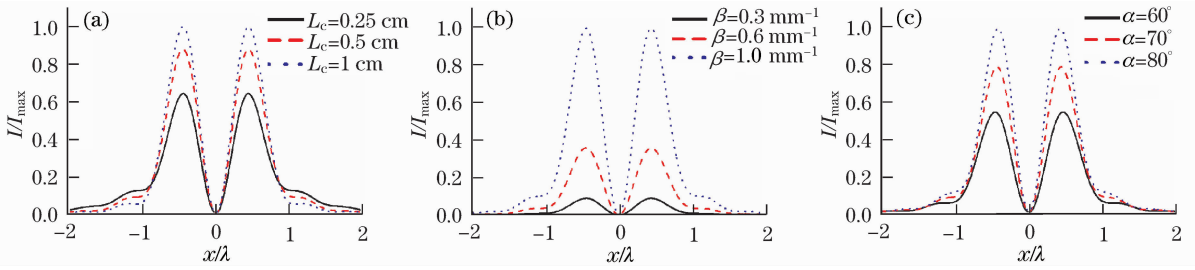 (a)
L_c=0.25 cm
L_c=0.5 cm
L_c=1 cm
I/I_max
1.0
0.8
0.6
0.4
0.2
0.0
−2 −1 0 1 2
x/λ
(b)
β=0.3 mm⁻¹
β=0.6 mm⁻¹
β=1.0 mm⁻¹
I/I_max
1.0
0.8
0.6
0.4
0.2
0.0
−2 −1 0 1 2
x/λ
(c)
α=60°
α=70°
α=80°
I/I_max
1.0
0.8
0.6
0.4
0.2
0.0
−2 −1 0 1 2
x/λ